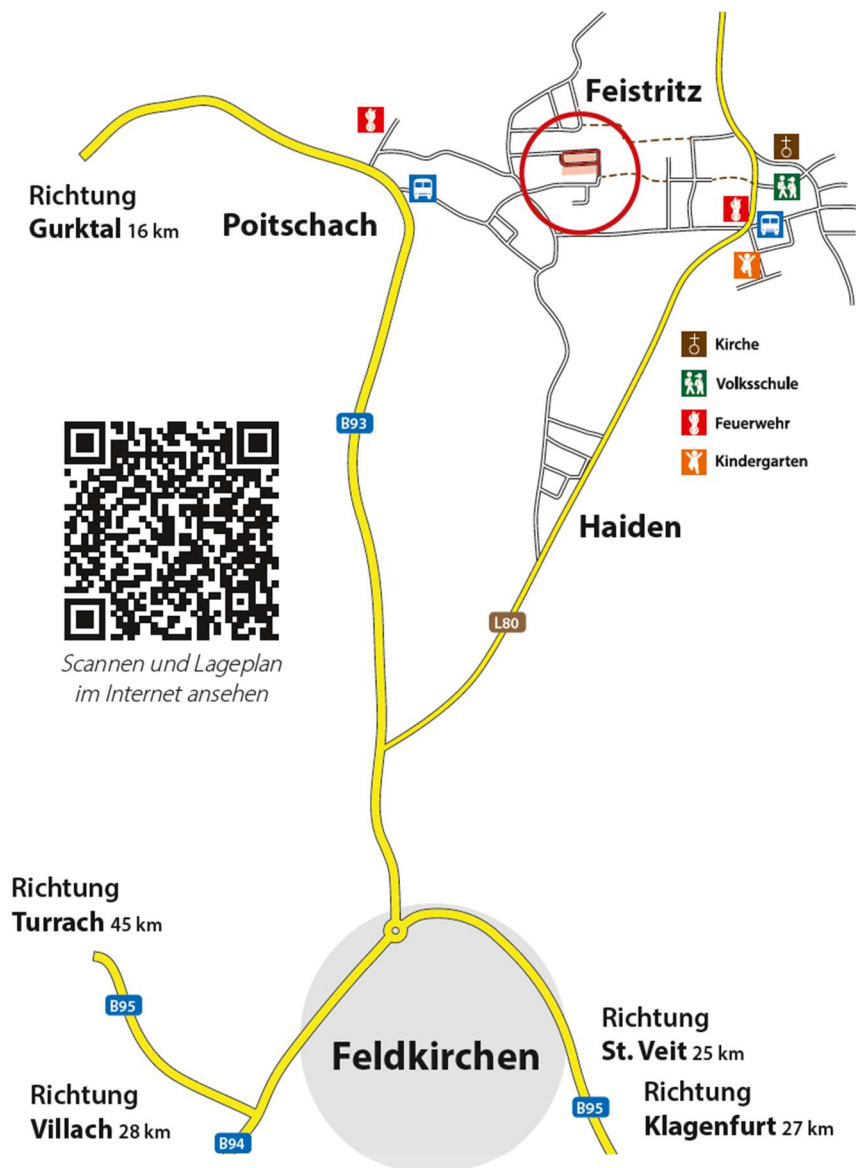 Feistritz
Richtung
Gurktal 16 km
Poitschach
Kirche
Volksschule
Feuerwehr
Kindergarten
B93
Haiden
L80
Scannen und Lageplan
im Internet ansehen
Richtung
Turrach 45 km
B95
Feldkirchen
Richtung
St. Veit 25 km
Richtung
Villach 28 km
B94
B95
Richtung
Klagenfurt 27 km